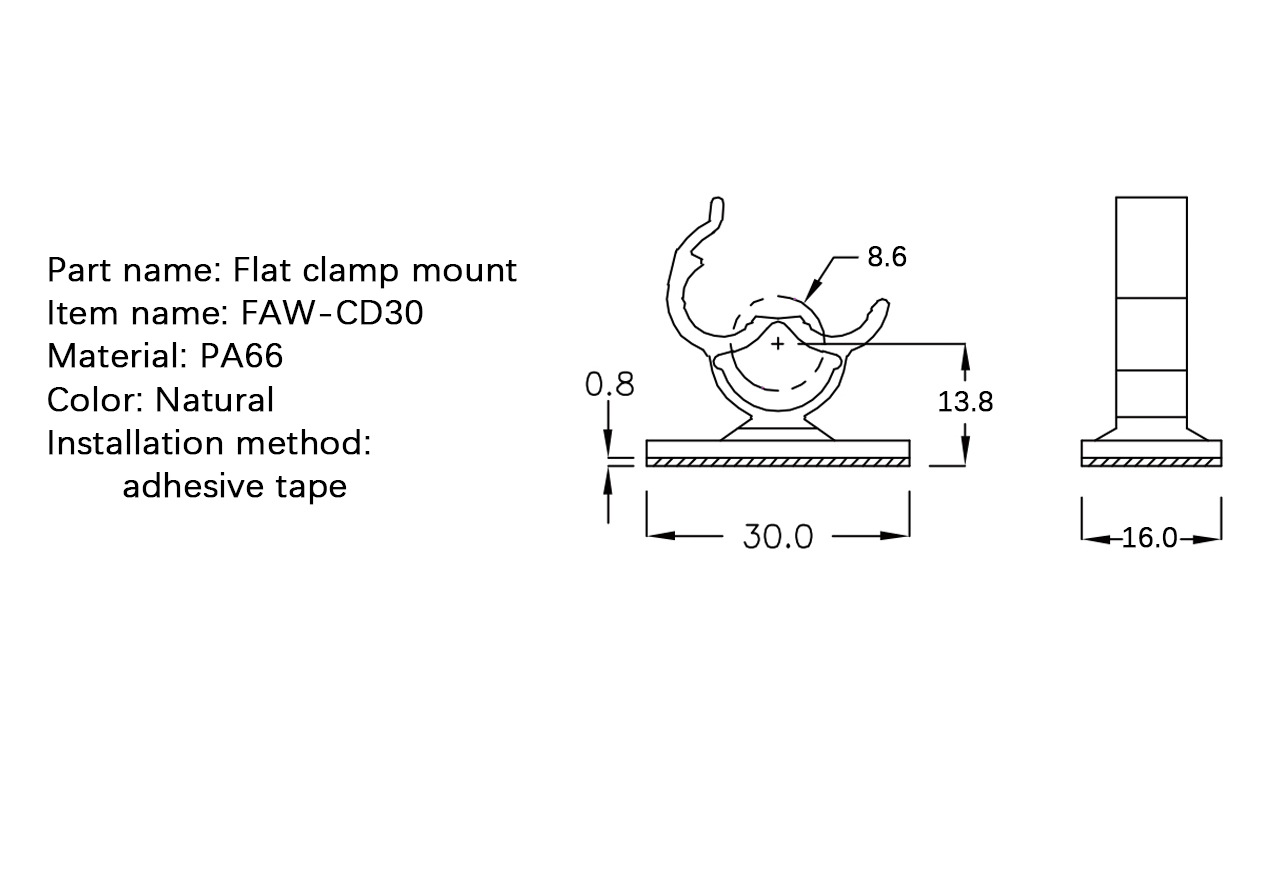 Part name: Flat clamp mount
Item name: FAW-CD30
Material: PA66
Color: Natural
Installation method:
adhesive tape
8.6
0.8
13.8
30.0
16.0